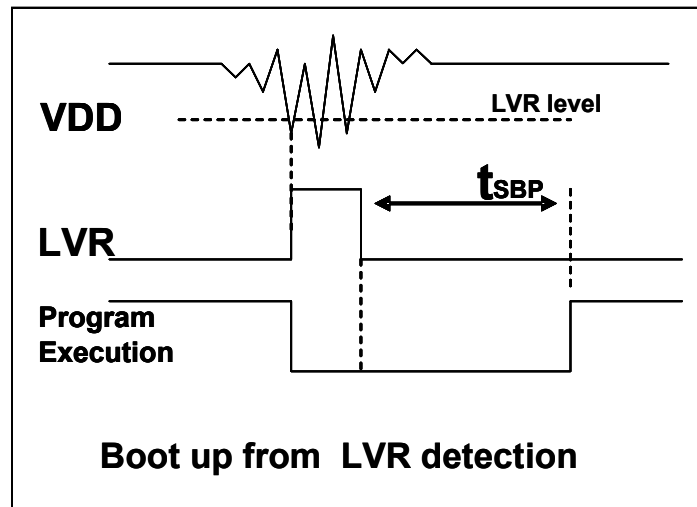 VDD
LVR level
tSBP
LVR
Program
Execution
Boot up from LVR detection